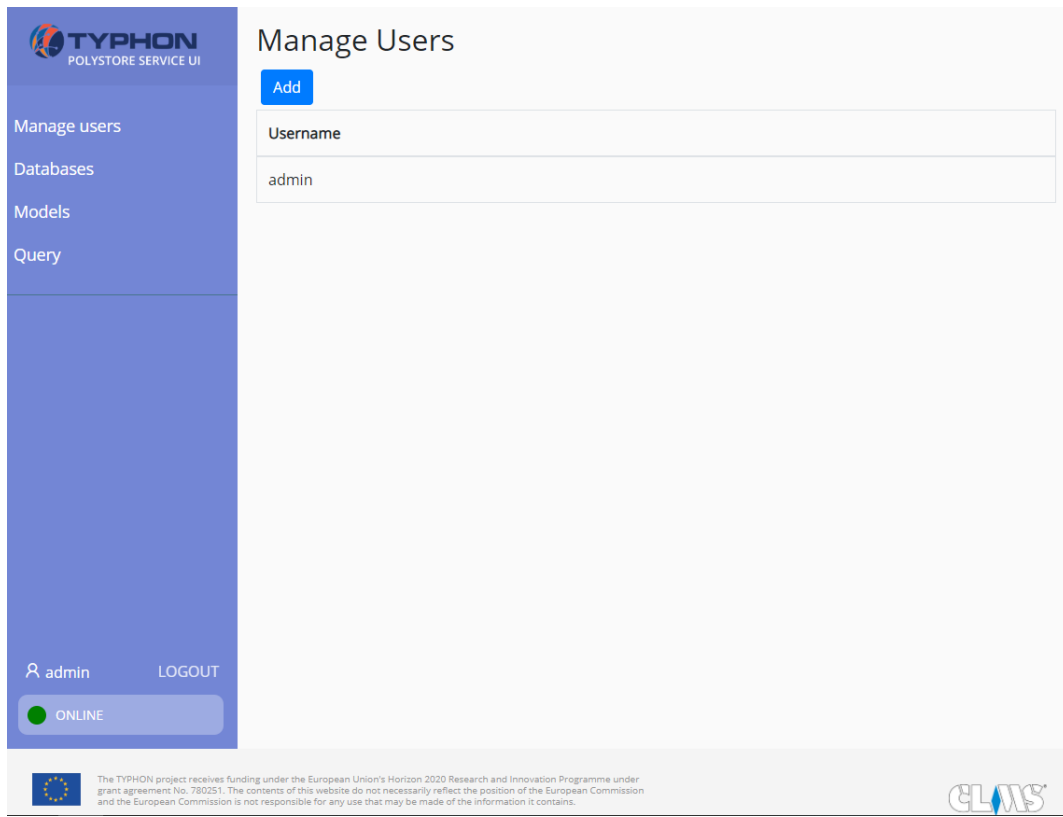 TYPHON
POLYSTORE SERVICE UI
Manage users
Databases
Models
Query
admin LOGOUT
ONLINE
Manage Users
Add
Username
admin
The TYPHON project receives funding under the European Union's Horizon 2020 Research and Innovation Programme under
grant agreement No. 780251. The contents of this website do not necessarily reflect the position of the European Commission
and the European Commission is not responsible for any use that may be made of the information it contains.
CLMS